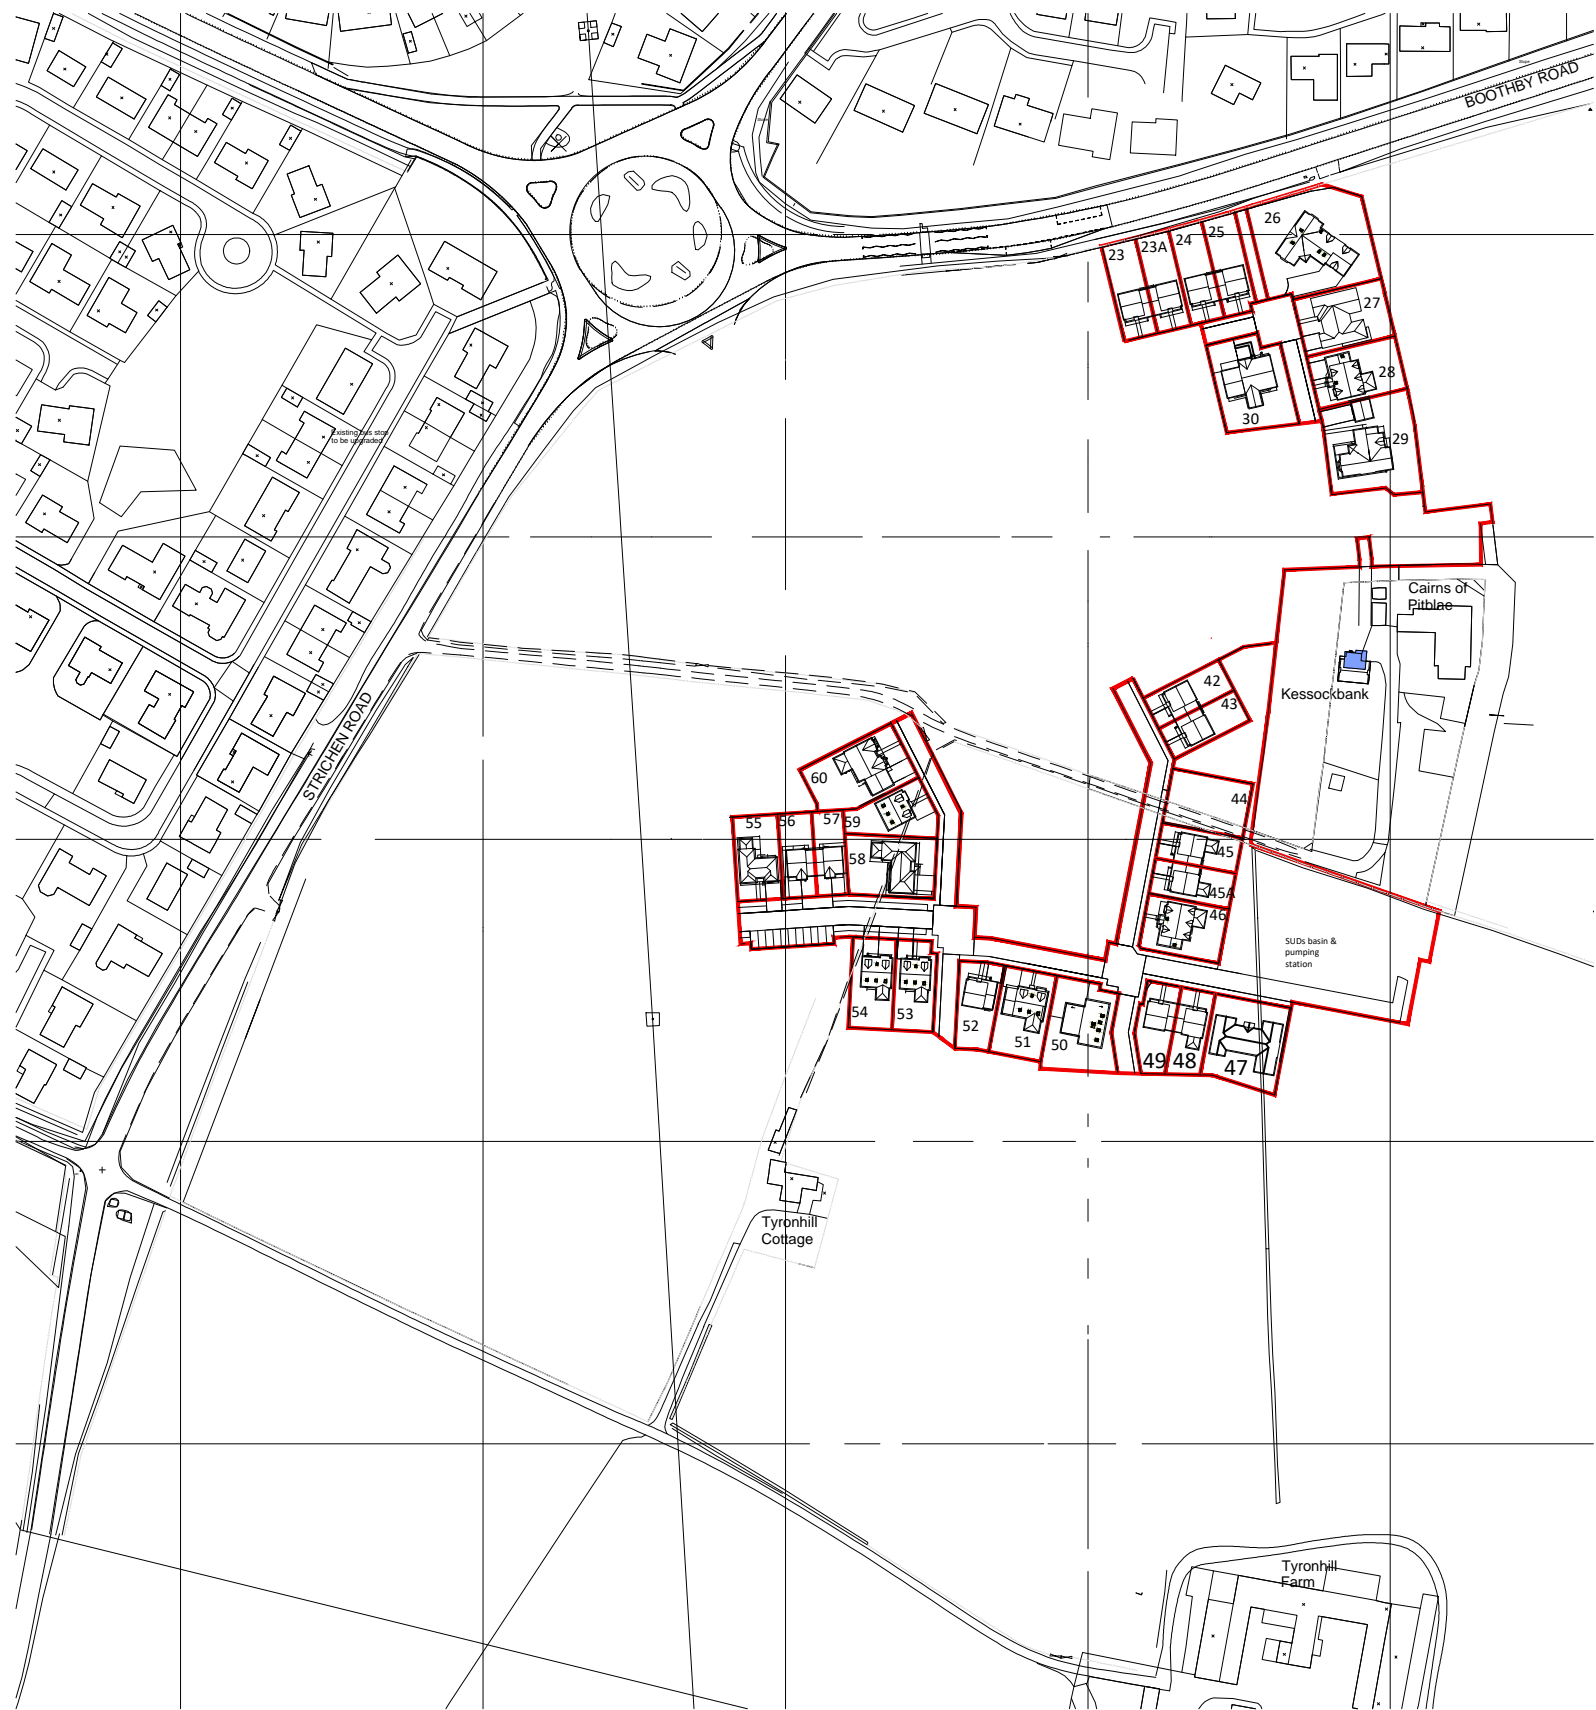 BOOTHBY ROAD
26
25
24
23A
23
27
28
30
29
Existing bus stop
to be upgraded
Cairns of
Pitblae
Kessockbank
42
43
STRICHEN ROAD
60
44
55
56
57
59
45
58
45A
46
SUDs basin &
pumping
station
54
53
52
51
50
49
48
47
Tyronhill
Cottage
Tyronhill
Farm